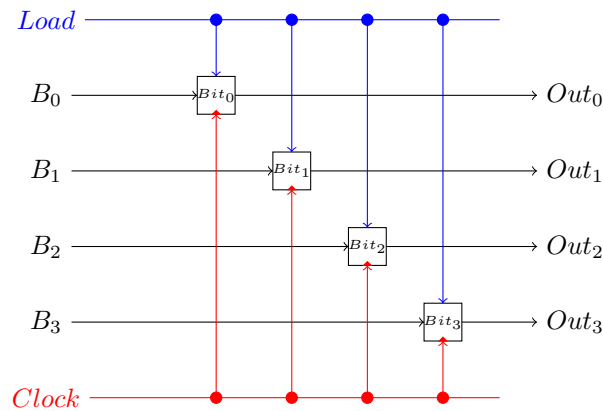 Load
B₀ Bit₀ Out₀
B₁ Bit₁ Out₁
B₂ Bit₂ Out₂
B₃ Bit₃ Out₃
Clock